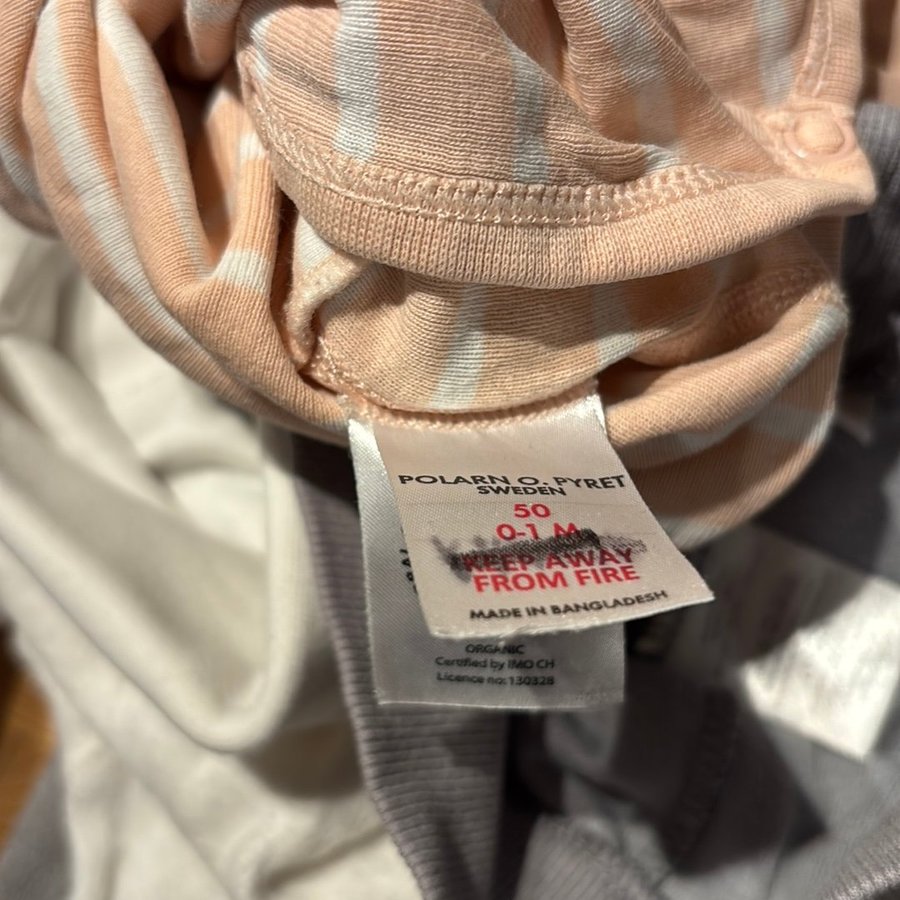 POLARN O. PYRET
SWEDEN
50
0-1 M
KEEP AWAY
FROM FIRE
MADE IN BANGLADESH
ORGANIC
Certified by IMO CH
Licence no: 130328